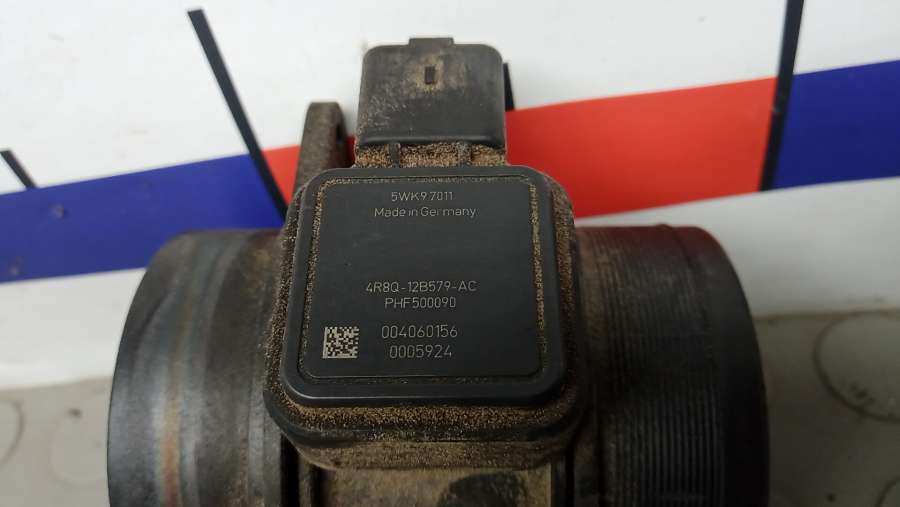 5WK9 7011
Made in Germany
4R8Q-12B579-AC
PHF500090
004060156
0005924